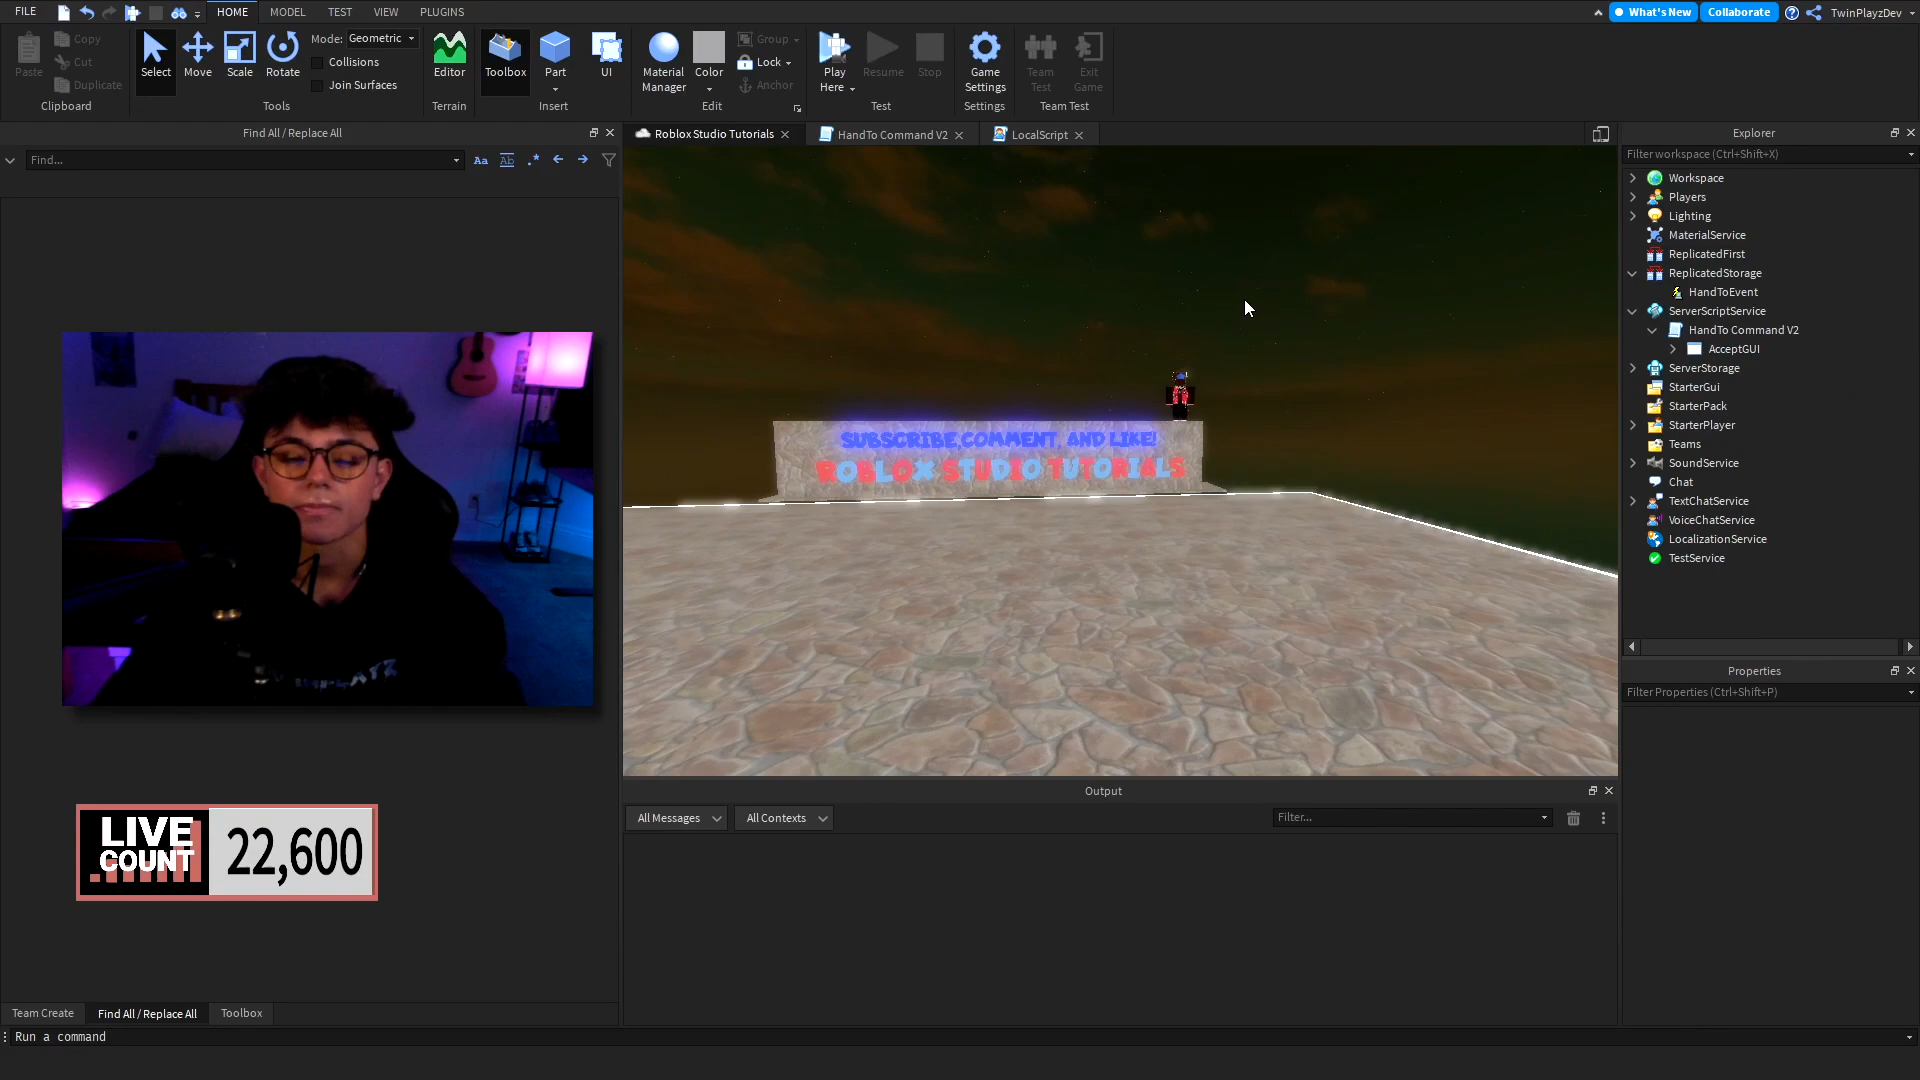 FILE
HOME
MODEL
TEST
VIEW
PLUGINS
What's New
Collaborate
TwinPlayzDev
Paste
Copy
Cut
Duplicate
Clipboard
Select
Move
Scale
Rotate
Mode: Geometric
Collisions
Join Surfaces
Tools
Editor
Terrain
Toolbox
Part
UI
Insert
Material Manager
Color
Group
Lock
Anchor
Edit
Play Here
Resume
Stop
Test
Game Settings
Settings
Team Test
Exit Game
Team Test
Find All / Replace All
Find...
Aa
Ab
.*
Roblox Studio Tutorials
HandTo Command V2
LocalScript
SUBSCRIBE,COMMENT, AND LIKE!
ROBLOX STUDIO TUTORIALS
LIVE
COUNT
22,600
Output
All Messages
All Contexts
Filter...
Explorer
Filter workspace (Ctrl+Shift+X)
Workspace
Players
Lighting
MaterialService
ReplicatedFirst
ReplicatedStorage
HandToEvent
ServerScriptService
HandTo Command V2
AcceptGUI
ServerStorage
StarterGui
StarterPack
StarterPlayer
Teams
SoundService
Chat
TextChatService
VoiceChatService
LocalizationService
TestService
Properties
Filter Properties (Ctrl+Shift+P)
Team Create
Find All / Replace All
Toolbox
Run a command